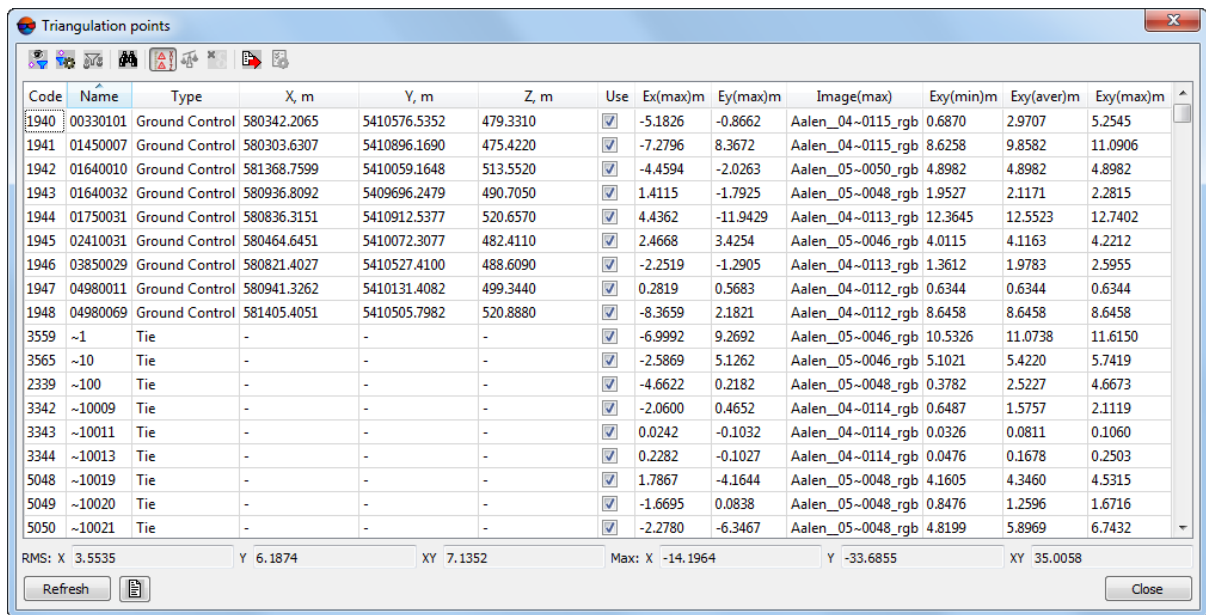 Triangulation points
Code Name Type X, m Y, m Z, m Use Ex(max)m Ey(max)m Image(max) Exy(min)m Exy(aver)m Exy(max)m
1940 00330101 Ground Control 580342.2065 5410576.5352 479.3310 -5.1826 -0.8662 Aalen__04~0115_rgb 0.6870 2.9707 5.2545
1941 01450007 Ground Control 580303.6307 5410896.1690 475.4220 -7.2796 8.3672 Aalen__04~0115_rgb 8.6258 9.8582 11.0906
1942 01640010 Ground Control 581368.7599 5410059.1648 513.5520 -4.4594 -2.0263 Aalen__05~0050_rgb 4.8982 4.8982 4.8982
1943 01640032 Ground Control 580936.8092 5409696.2479 490.7050 1.4115 -1.7925 Aalen__05~0048_rgb 1.9527 2.1171 2.2815
1944 01750031 Ground Control 580836.3151 5410912.5377 520.6570 4.4362 -11.9429 Aalen__04~0113_rgb 12.3645 12.5523 12.7402
1945 02410031 Ground Control 580464.6451 5410072.3077 482.4110 2.4668 3.4254 Aalen__05~0046_rgb 4.0115 4.1163 4.2212
1946 03850029 Ground Control 580821.4027 5410527.4100 488.6090 -2.2519 -1.2905 Aalen__04~0113_rgb 1.3612 1.9783 2.5955
1947 04980011 Ground Control 580941.3262 5410131.4082 499.3440 0.2819 0.5683 Aalen__04~0112_rgb 0.6344 0.6344 0.6344
1948 04980069 Ground Control 581405.4051 5410505.7982 520.8880 -8.3659 2.1821 Aalen__04~0112_rgb 8.6458 8.6458 8.6458
3559 ~1 Tie - - - -6.9992 9.2692 Aalen__05~0046_rgb 10.5326 11.0738 11.6150
3565 ~10 Tie - - - -2.5869 5.1262 Aalen__05~0046_rgb 5.1021 5.4220 5.7419
2339 ~100 Tie - - - -4.6622 0.2182 Aalen__05~0048_rgb 0.3782 2.5227 4.6673
3342 ~10009 Tie - - - -2.0600 0.4652 Aalen__04~0114_rgb 0.6487 1.5757 2.1119
3343 ~10011 Tie - - - 0.0242 -0.1032 Aalen__04~0114_rgb 0.0326 0.0811 0.1060
3344 ~10013 Tie - - - 0.2282 -0.1027 Aalen__04~0114_rgb 0.0476 0.1678 0.2503
5048 ~10019 Tie - - - 1.7867 -4.1644 Aalen__05~0048_rgb 4.1605 4.3460 4.5315
5049 ~10020 Tie - - - -1.6695 0.0838 Aalen__05~0048_rgb 0.8476 1.2596 1.6716
5050 ~10021 Tie - - - -2.2780 -6.3467 Aalen__05~0048_rgb 4.8199 5.8969 6.7432
RMS: X 3.5535 Y 6.1874 XY 7.1352 Max: X -14.1964 Y -33.6855 XY 35.0058
Refresh Close